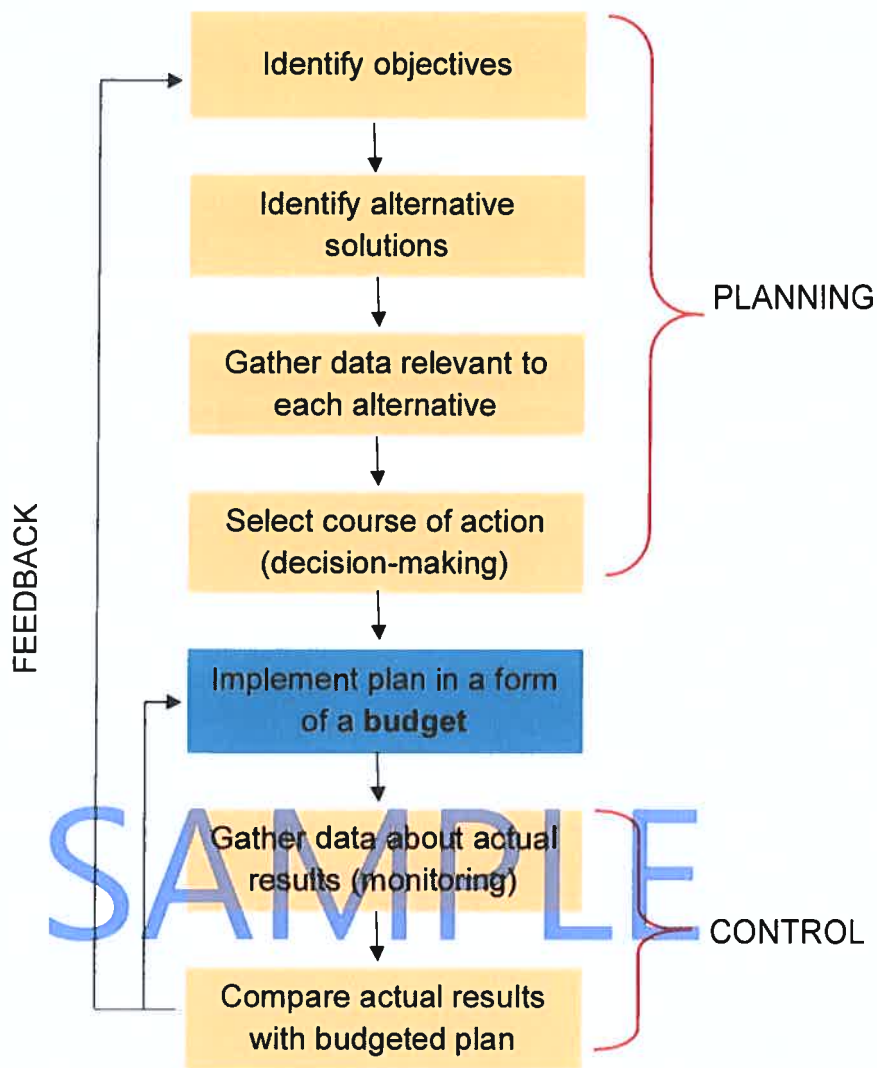 Identify objectives
Identify alternative
solutions
Gather data relevant to
each alternative
PLANNING
Select course of action
(decision-making)
FEEDBACK
Implement plan in a form
of a budget
SAMPLE
Gather data about actual
results (monitoring)
CONTROL
Compare actual results
with budgeted plan